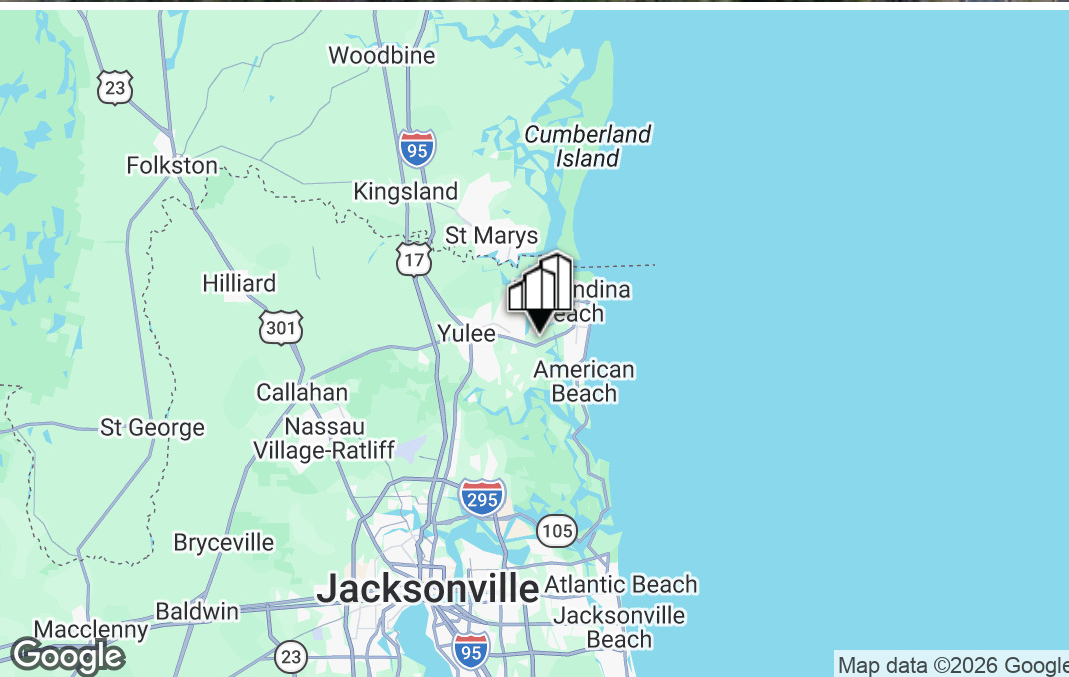 Woodbine
23
Cumberland
Island
95
Folkston
Kingsland
St Marys
17
Hilliard
ndina
each
301
Yulee
American
Beach
Callahan
St George
Nassau
Village-Ratliff
295
105
Bryceville
Jacksonville
Atlantic Beach
Baldwin
Jacksonville
Beach
Macclenny
23
95
Google
Map data ©2026 Google